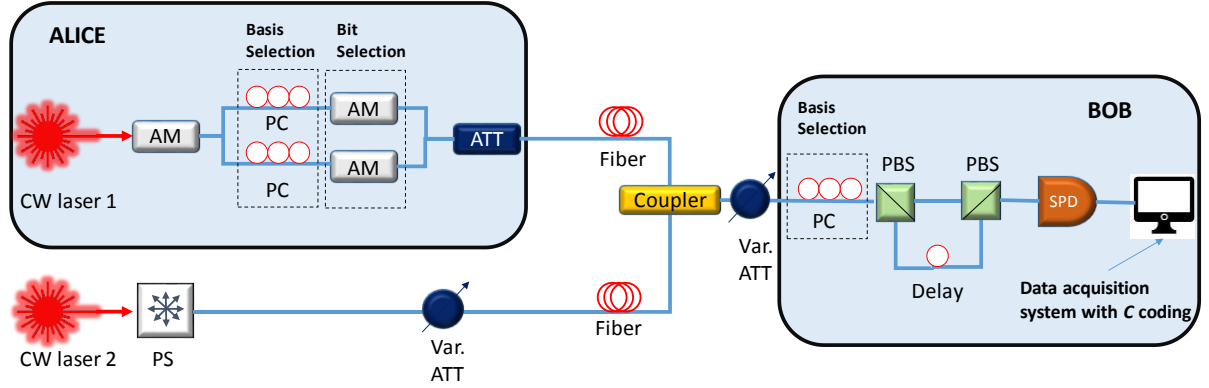 ALICE
Basis
Selection
Bit
Selection
AM
PC
PC
AM
AM
ATT
CW laser 1
Fiber
Coupler
Var.
ATT
CW laser 2
PS
Var.
ATT
Fiber
BOB
Basis
Selection
PC
PBS
PBS
Delay
SPD
Data acquisition
system with C coding